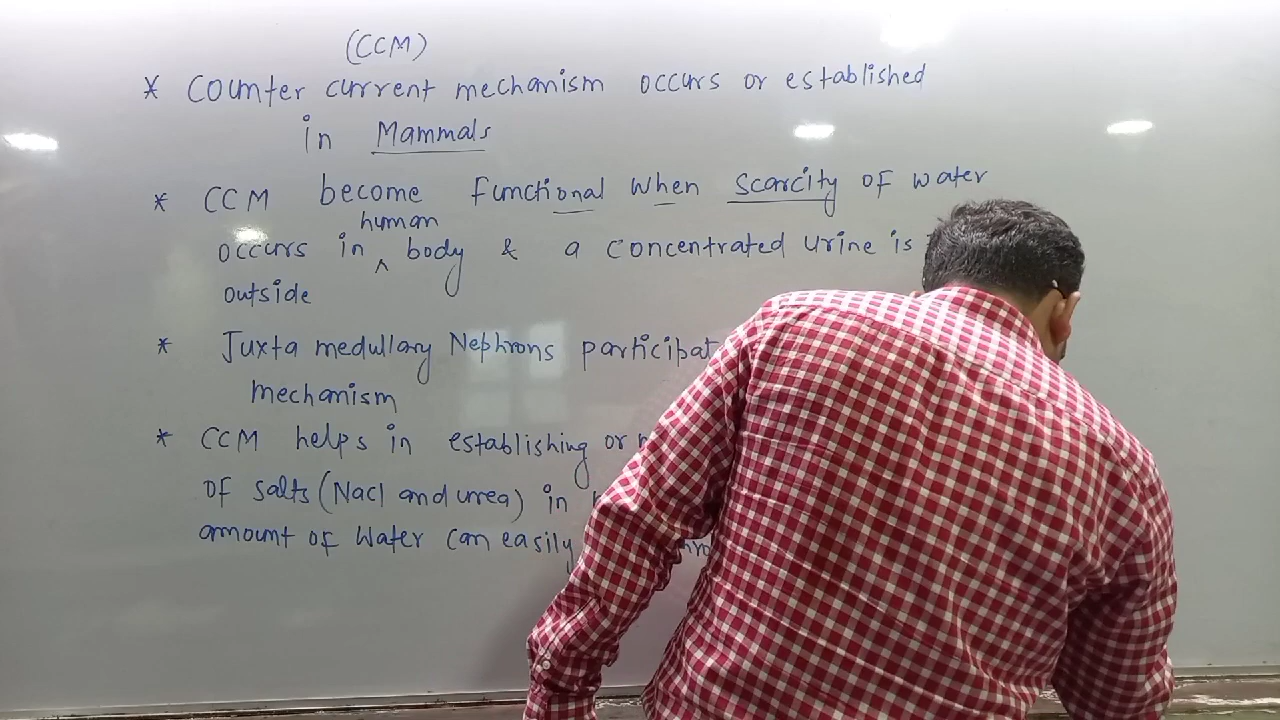 (CCM)
* Counter current mechanism occurs or established
in Mammals
* CCM become functional when scarcity of water
human
occurs in ^ body & a concentrated urine is
outside
* Juxta medullary Nephrons
mechanism
* CCM helps in establishing or
of salts (Nacl and urea) in
amount of water can easily